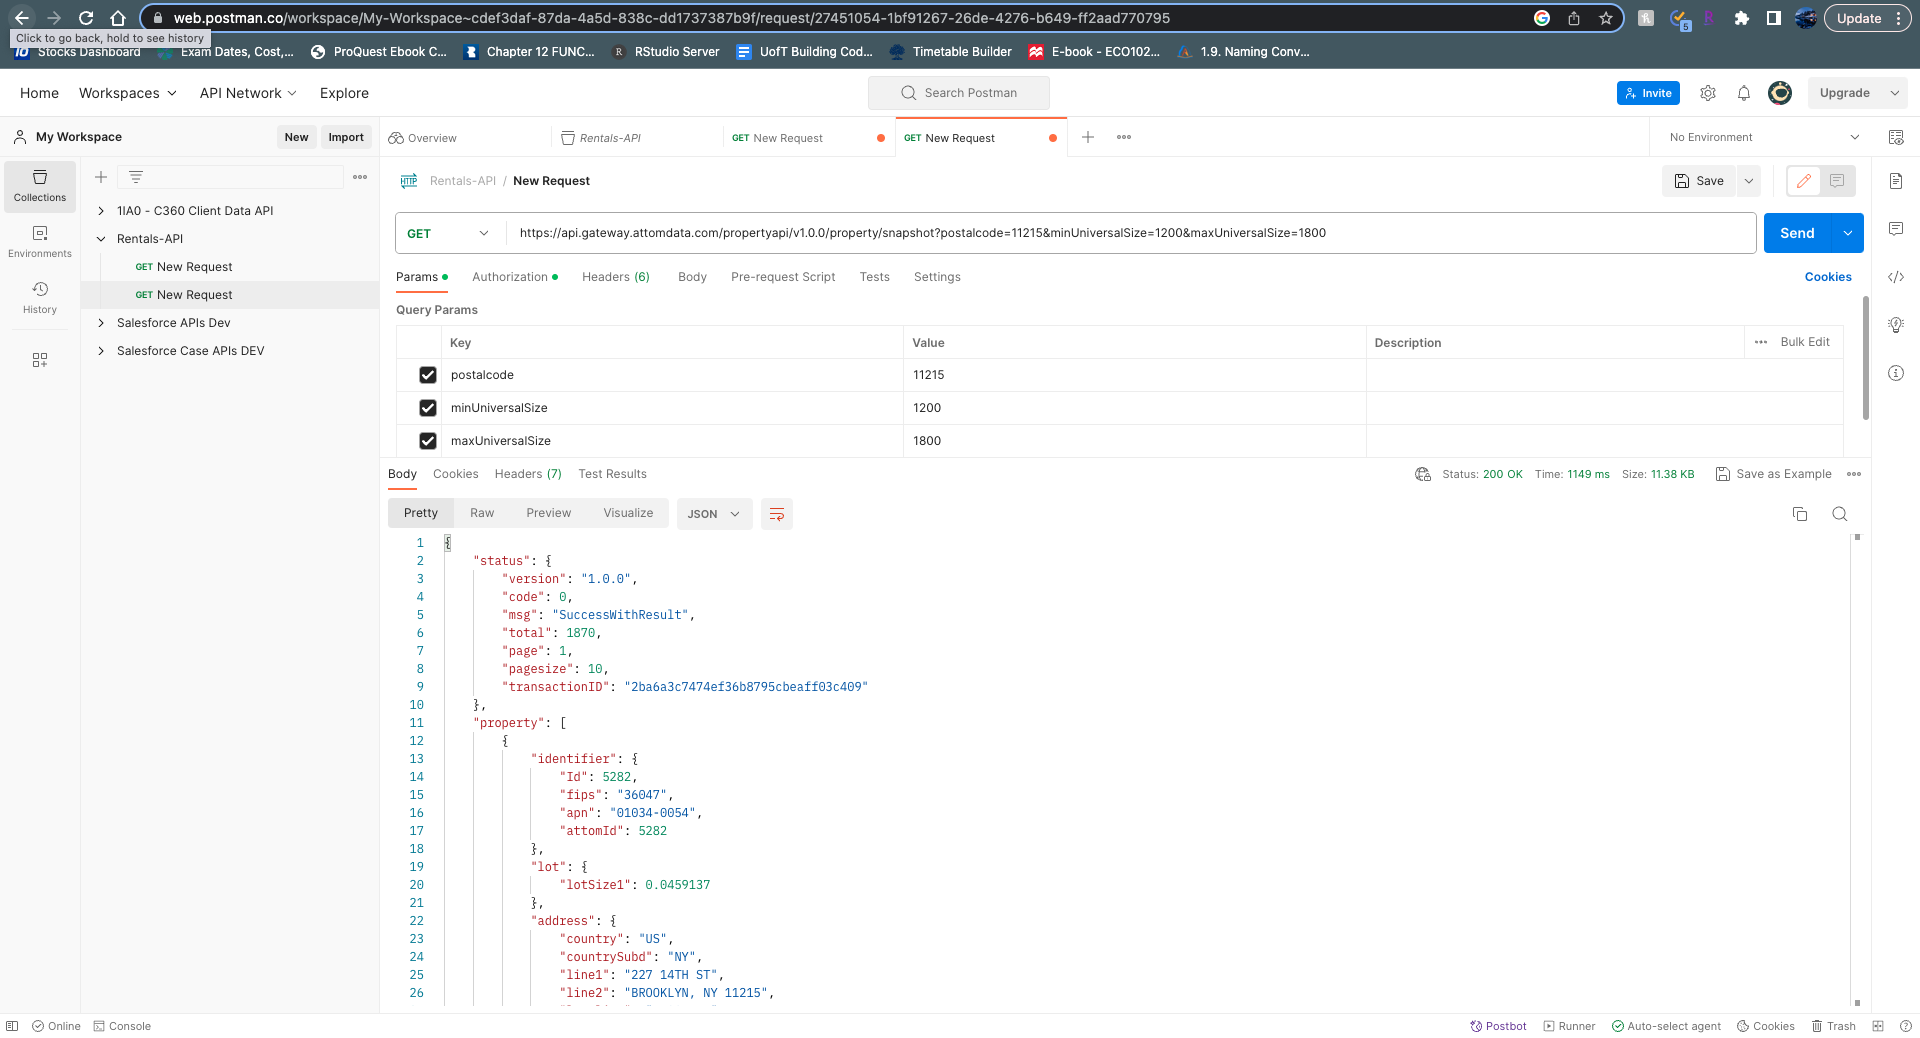 web.postman.co/workspace/My-Workspace~cdef3daf-87da-4a5d-838c-dd1737387b9f/request/27451054-1bf91267-26de-4276-b649-ff2aad770795
5
Update
Click to go back, hold to see history
Stocks Dashboard
Exam Dates, Cost,...
ProQuest Ebook C...
Chapter 12 FUNC...
RStudio Server
UofT Building Cod...
Timetable Builder
E-book - ECO102...
1.9. Naming Conv...
Home
Workspaces
API Network
Explore
Search Postman
Invite
Upgrade
My Workspace
New
Import
Overview
Rentals-API
GET New Request
GET New Request
No Environment
Collections
Environments
History
1IA0 - C360 Client Data API
Rentals-API
GET New Request
GET New Request
Salesforce APIs Dev
Salesforce Case APIs DEV
HTTP Rentals-API / New Request
Save
GET
https://api.gateway.attomdata.com/propertyapi/v1.0.0/property/snapshot?postalcode=11215&minUniversalSize=1200&maxUniversalSize=1800
Send
Params
Authorization
Headers (6)
Body
Pre-request Script
Tests
Settings
Cookies
Query Params
Key Value Description Bulk Edit
postalcode 11215
minUniversalSize 1200
maxUniversalSize 1800
Body
Cookies
Headers (7)
Test Results
Status: 200 OK
Time: 1149 ms
Size: 11.38 KB
Save as Example
Pretty
Raw
Preview
Visualize
JSON
1 {
2 "status": {
3 "version": "1.0.0",
4 "code": 0,
5 "msg": "SuccessWithResult",
6 "total": 1870,
7 "page": 1,
8 "pagesize": 10,
9 "transactionID": "2ba6a3c7474ef36b8795cbeaff03c409"
10 },
11 "property": [
12 {
13 "identifier": {
14 "Id": 5282,
15 "fips": "36047",
16 "apn": "01034-0054",
17 "attomId": 5282
18 },
19 "lot": {
20 "lotSize1": 0.0459137
21 },
22 "address": {
23 "country": "US",
24 "countrySubd": "NY",
25 "line1": "227 14TH ST",
26 "line2": "BROOKLYN, NY 11215",
Online
Console
Postbot
Runner
Auto-select agent
Cookies
Trash